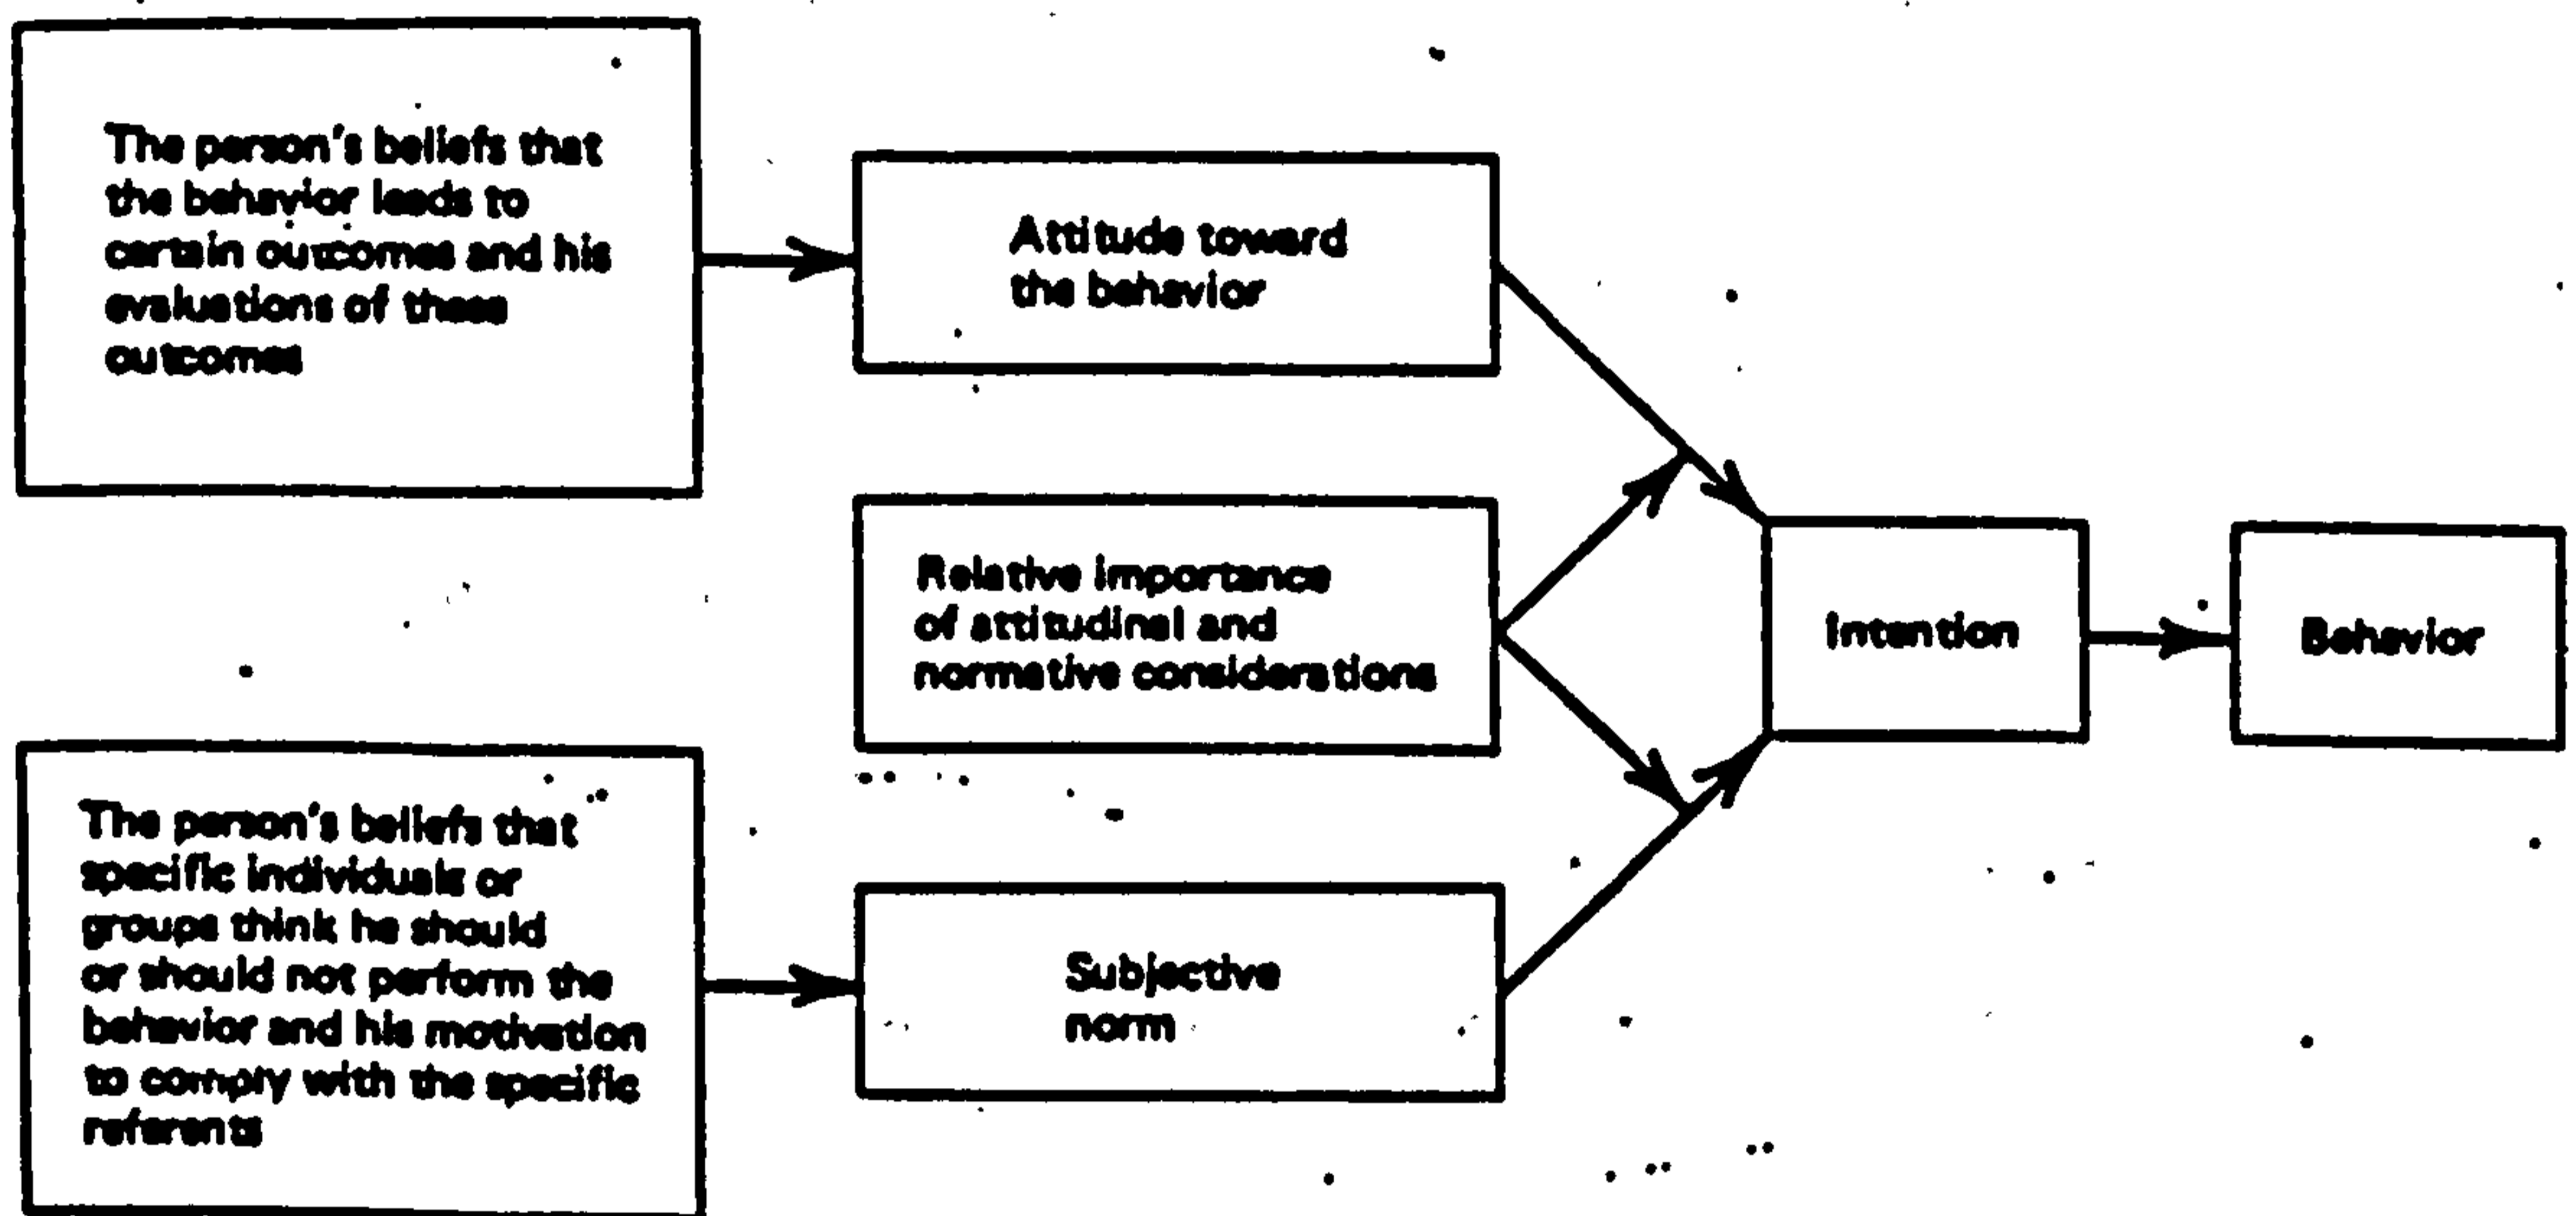 The person's beliefs that
the behavior leads to
certain outcomes and his
evaluations of these
outcomes
Attitude toward
the behavior
Relative importance
of attitudinal and
normative considerations
Intention
Behavior
The person's beliefs that
specific individuals or
groups think he should
or should not perform the
behavior and his motivation
to comply with the specific
referents
Subjective
norm